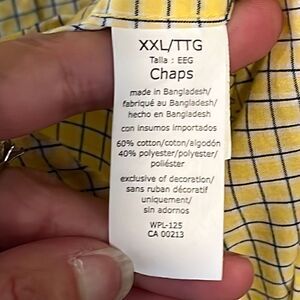 XXL/TTG
Talla : EEG
Chaps
made in Bangladesh/
fabriqué au Bangladesh/
hecho en Bangladesh
con insumos importados
60% cotton/coton/algodón
40% polyester/polyester/
poliéster
exclusive of decoration/
sans ruban décoratif
uniquement/
sin adornos
WPL-125
CA 00213